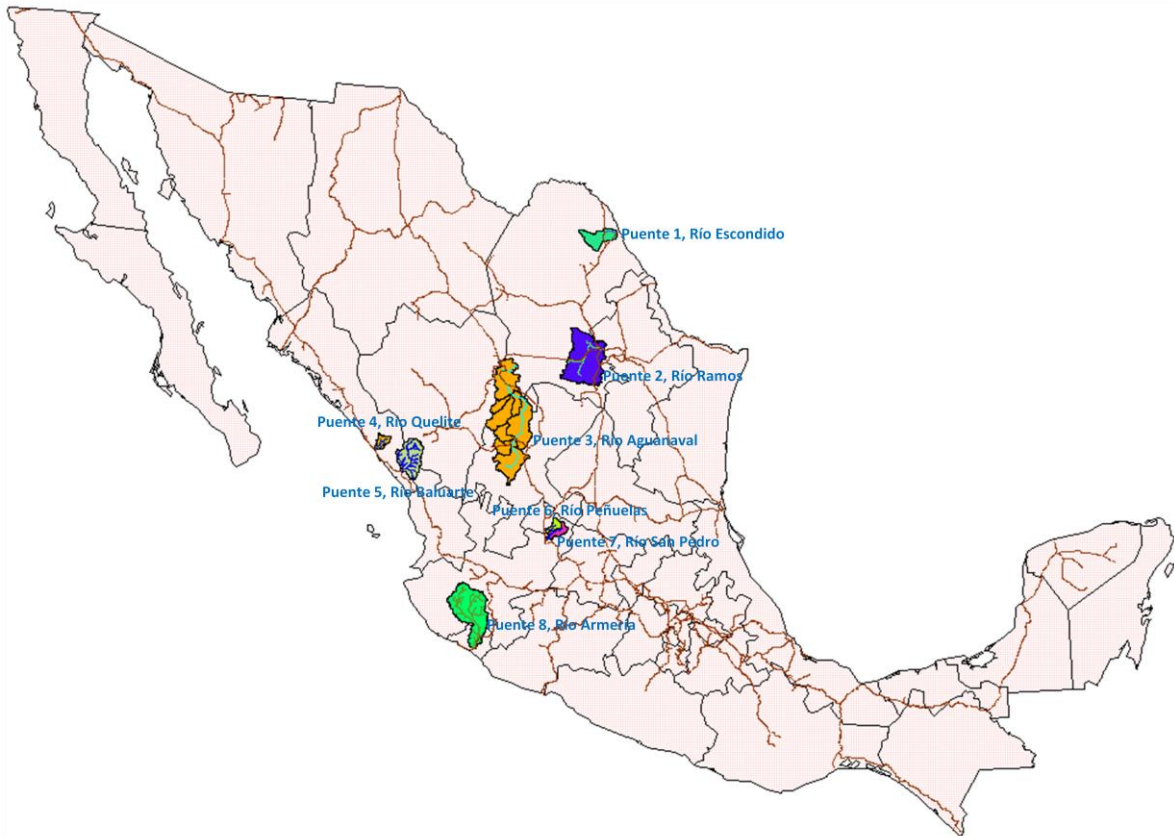 Puente 1, Río Escondido
Puente 2, Río Ramos
Puente 4, Río Quelite
Puente 3, Río Aguanaval
Puente 5, Río Baluarte
Puente 6, Río Peñuelas
Puente 7, Río San Pedro
Puente 8, Río Armería